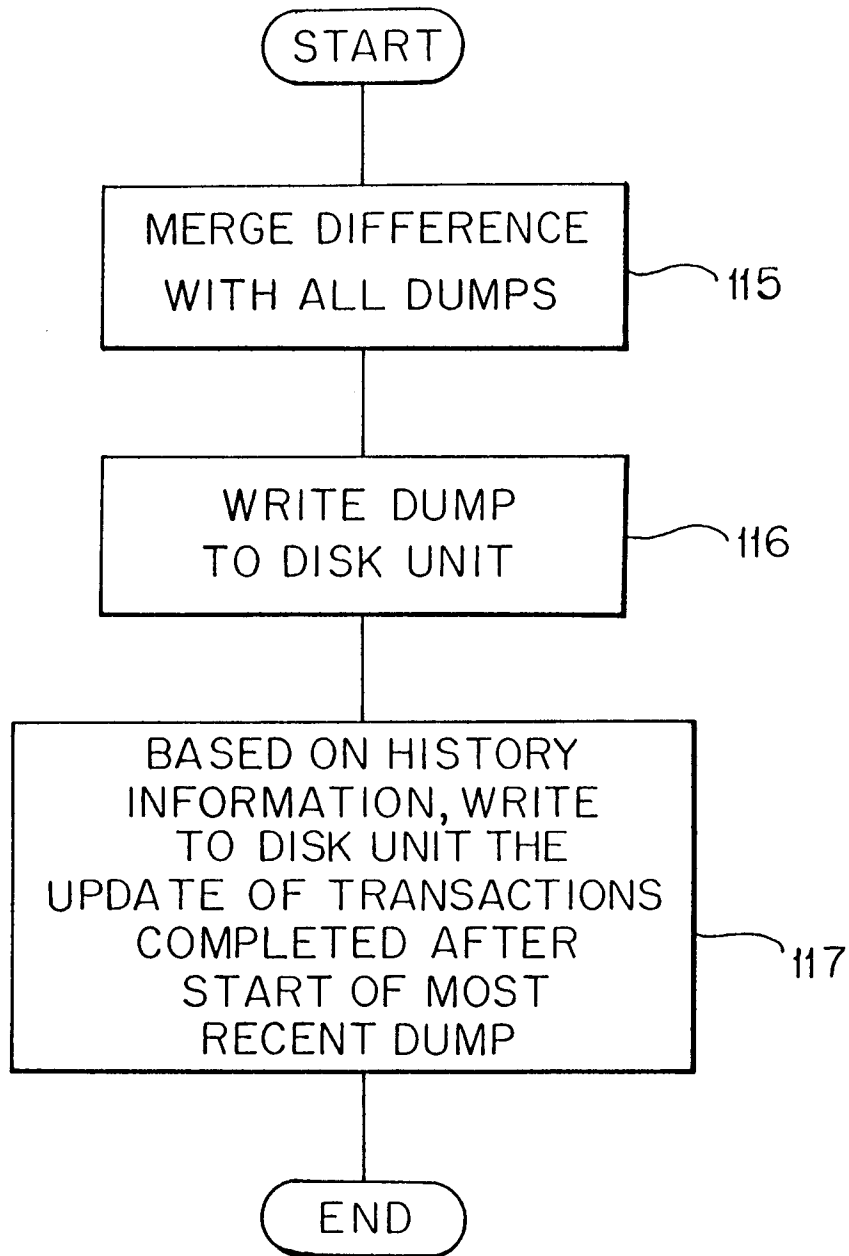 START
MERGE DIFFERENCE
WITH ALL DUMPS
115
WRITE DUMP
TO DISK UNIT
116
BASED ON HISTORY
INFORMATION, WRITE
TO DISK UNIT THE
UPDATE OF TRANSACTIONS
COMPLETED AFTER
START OF MOST
RECENT DUMP
117
END